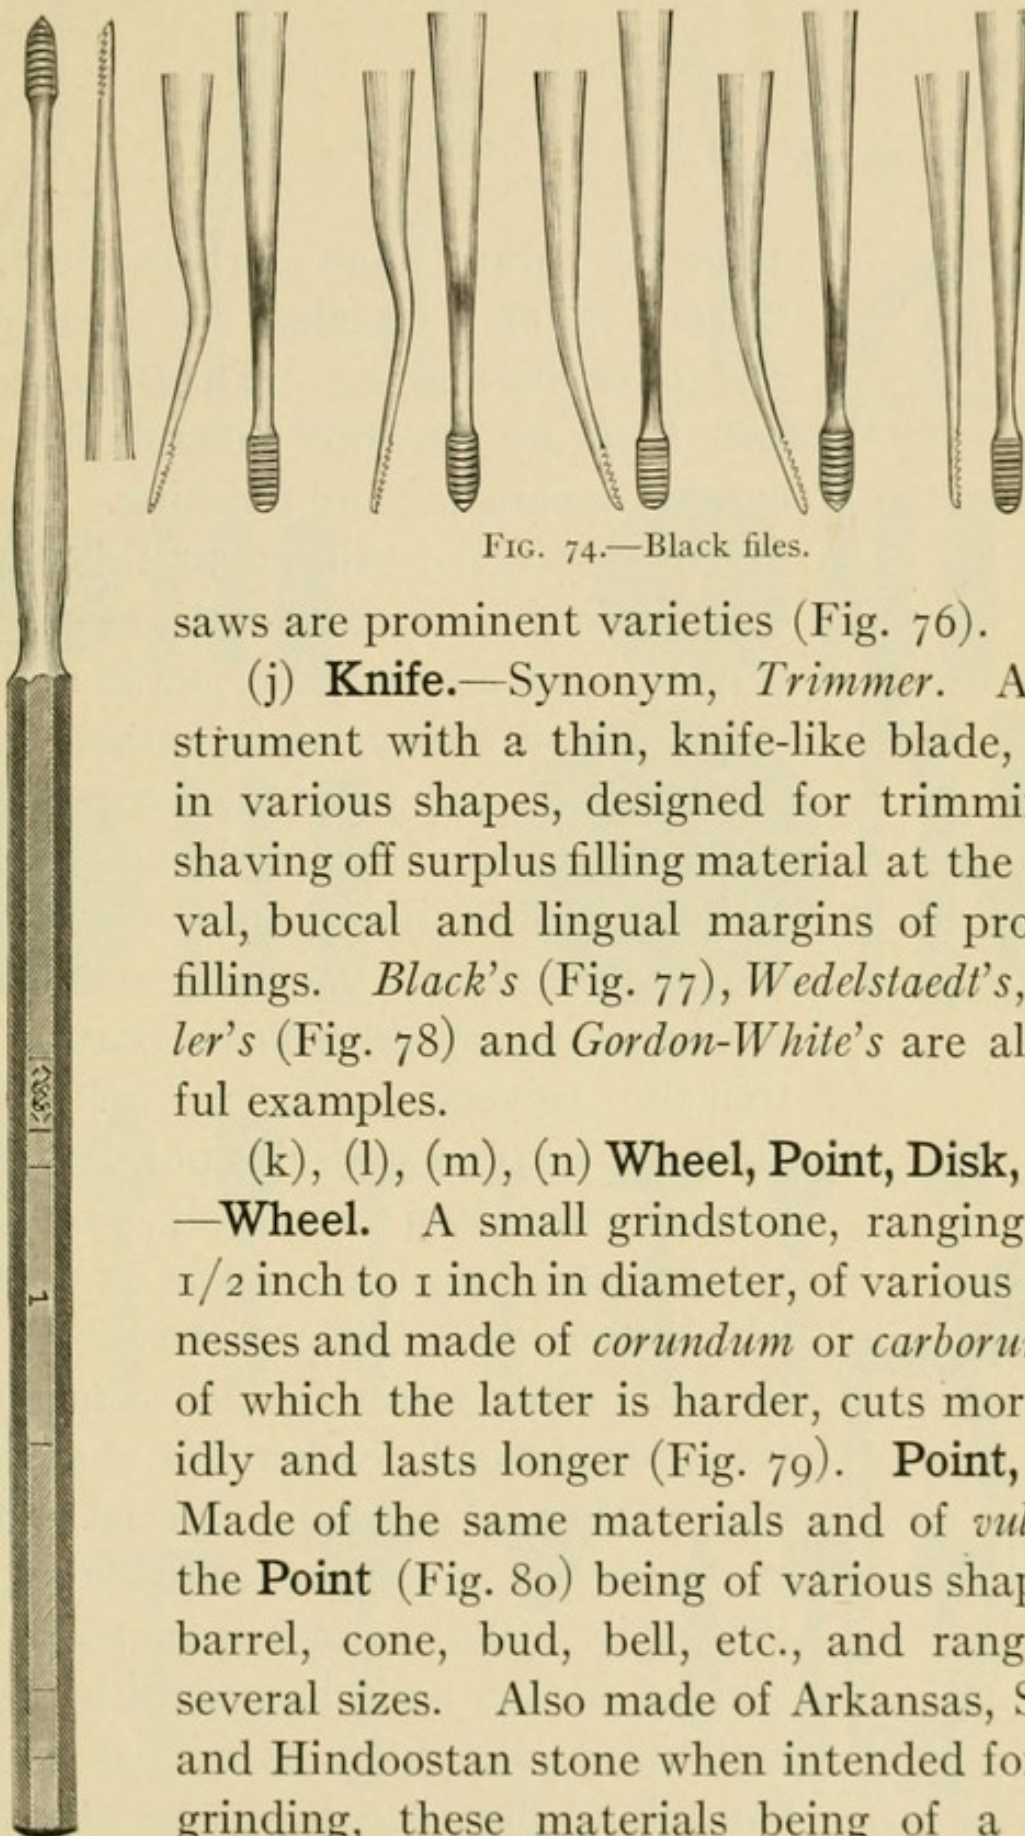 FIG. 74.—Black files.
saws are prominent varieties (Fig. 76).
(j) Knife.—Synonym, Trimmer. A
strument with a thin, knife-like blade,
in various shapes, designed for trimmi
shaving off surplus filling material at the
val, buccal and lingual margins of pro
fillings. Black's (Fig. 77), Wedelstaedt's,
ler's (Fig. 78) and Gordon-White's are al
ful examples.
(k), (l), (m), (n) Wheel, Point, Disk,
—Wheel. A small grindstone, ranging
1/2 inch to 1 inch in diameter, of various
nesses and made of corundum or carboru
of which the latter is harder, cuts mor
idly and lasts longer (Fig. 79). Point,
Made of the same materials and of vul
the Point (Fig. 80) being of various shap
barrel, cone, bud, bell, etc., and rang
several sizes. Also made of Arkansas, S
and Hindoostan stone when intended fo
grinding, these materials being of a
1